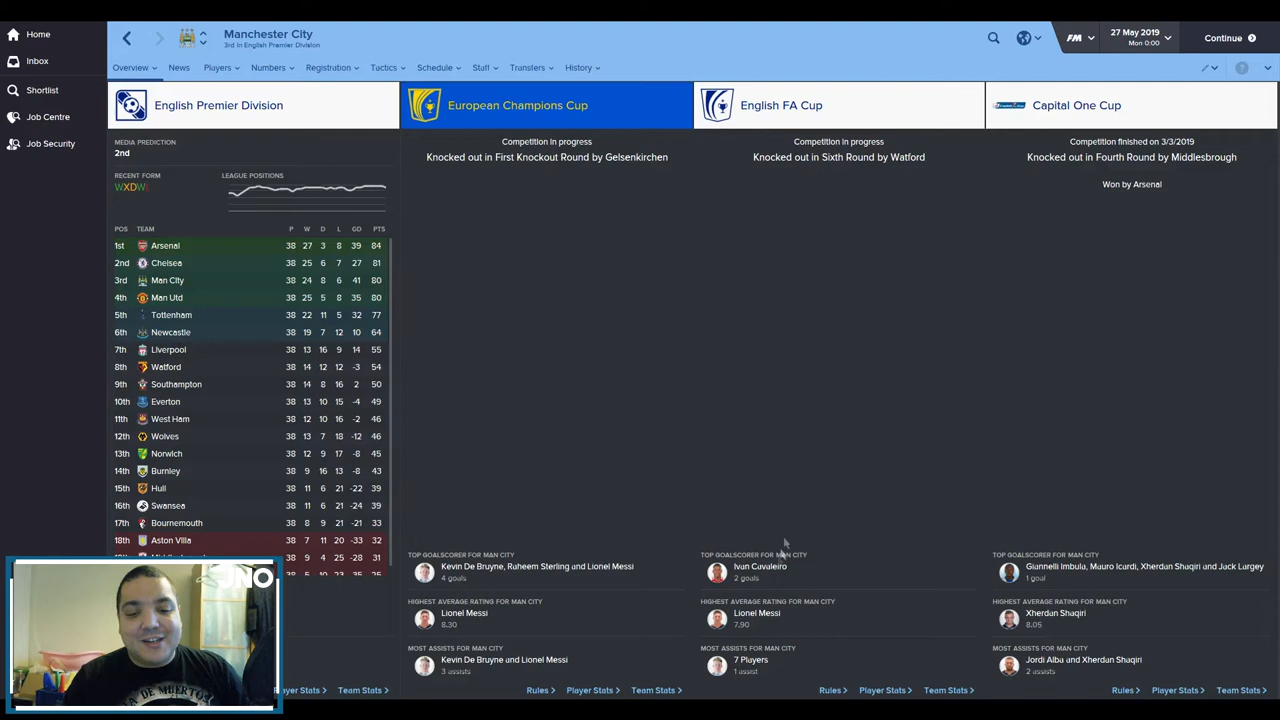 Home
Inbox
Shortlist
Job Centre
Job Security
Manchester City
3rd in English Premier Division
FM
27 May 2019
Mon 0:00
Continue
Overview
News
Players
Numbers
Registration
Tactics
Schedule
Staff
Transfers
History
English Premier Division
MEDIA PREDICTION
2nd
RECENT FORM
LEAGUE POSITIONS
POS TEAM P W D L GD PTS
1st Arsenal 38 27 3 8 39 84
2nd Chelsea 38 25 6 7 27 81
3rd Man City 38 24 8 6 41 80
4th Man Utd 38 25 5 8 35 80
5th Tottenham 38 22 11 5 32 77
6th Newcastle 38 19 7 12 10 64
7th Liverpool 38 13 16 9 14 55
8th Watford 38 14 12 12 -3 54
9th Southampton 38 14 8 16 2 50
10th Everton 38 13 10 15 -4 49
11th West Ham 38 12 10 16 -2 46
12th Wolves 38 13 7 18 -12 46
13th Norwich 38 12 9 17 -8 45
14th Burnley 38 9 16 13 -8 43
15th Hull 38 11 6 21 -22 39
16th Swansea 38 11 6 21 -24 39
17th Bournemouth 38 8 9 21 -21 33
18th Aston Villa 38 7 11 20 -33 32
38 9 4 25 -28 31
JNO
DE MUERTOS
Player Stats
Team Stats
European Champions Cup
Competition in progress
Knocked out in First Knockout Round by Gelsenkirchen
TOP GOALSCORER FOR MAN CITY
Kevin De Bruyne, Raheem Sterling and Lionel Messi
4 goals
HIGHEST AVERAGE RATING FOR MAN CITY
Lionel Messi
8.30
MOST ASSISTS FOR MAN CITY
Kevin De Bruyne and Lionel Messi
3 assists
Rules
Player Stats
Team Stats
English FA Cup
Competition in progress
Knocked out in Sixth Round by Watford
TOP GOALSCORER FOR MAN CITY
Ivan Cavaleiro
2 goals
HIGHEST AVERAGE RATING FOR MAN CITY
Lionel Messi
7.90
MOST ASSISTS FOR MAN CITY
7 Players
1 assist
Rules
Player Stats
Team Stats
Capital One Cup
Competition finished on 3/3/2019
Knocked out in Fourth Round by Middlesbrough
Won by Arsenal
TOP GOALSCORER FOR MAN CITY
Giannelli Imbula, Mauro Icardi, Xherdan Shaqiri and Jack Largey
1 goal
HIGHEST AVERAGE RATING FOR MAN CITY
Xherdan Shaqiri
8.05
MOST ASSISTS FOR MAN CITY
Jordi Alba and Xherdan Shaqiri
2 assists
Rules
Player Stats
Team Stats